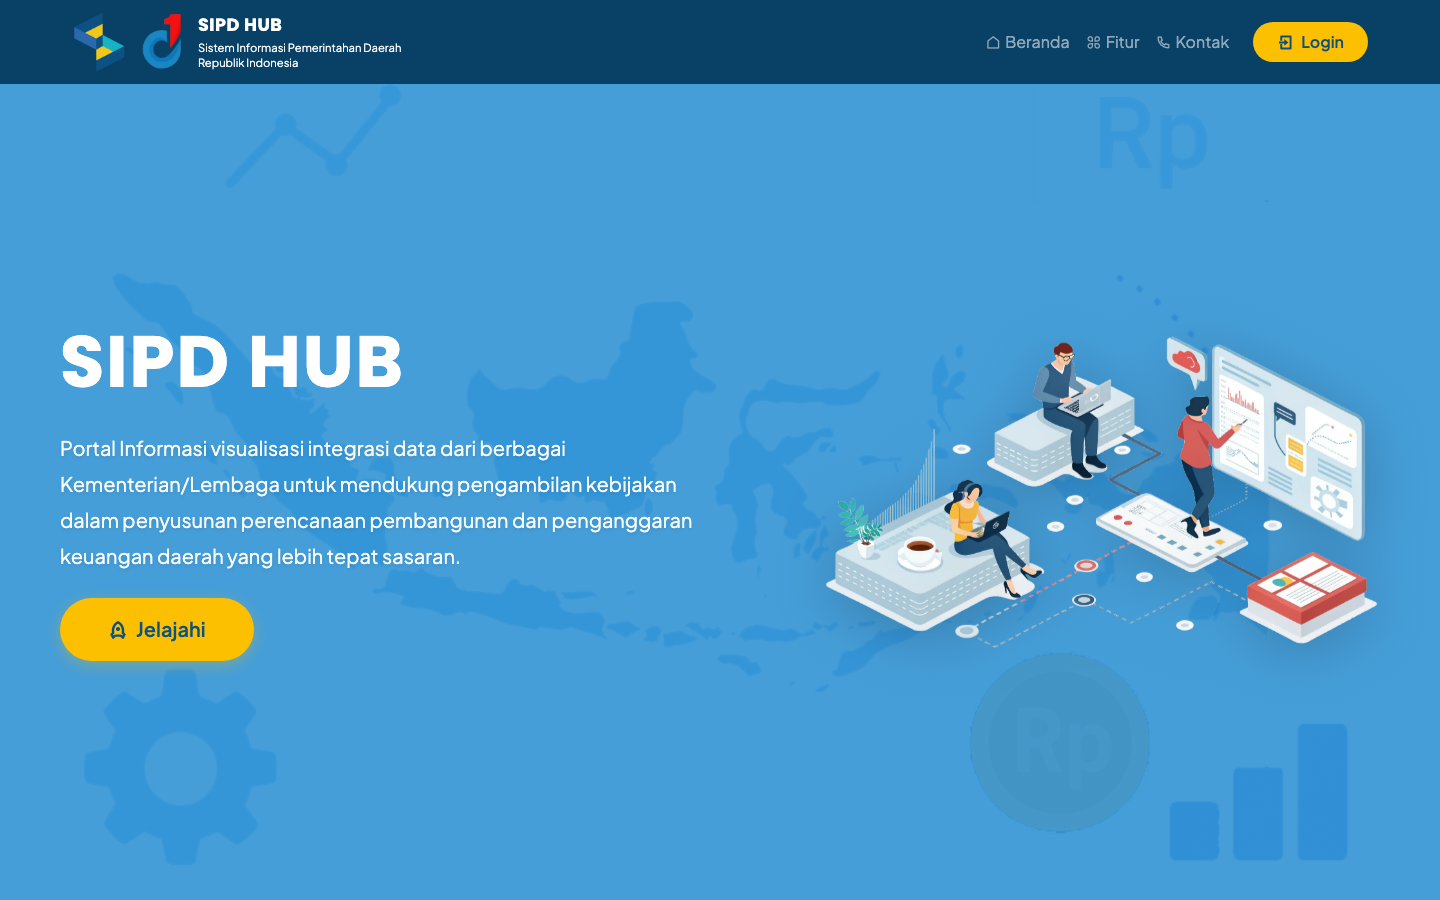 SIPD HUB
Sistem Informasi Pemerintahan Daerah
Republik Indonesia
Beranda
Fitur
Kontak
Login
Rp
SIPD HUB
Portal Informasi visualisasi integrasi data dari berbagai
Kementerian/Lembaga untuk mendukung pengambilan kebijakan
dalam penyusunan perencanaan pembangunan dan penganggaran
keuangan daerah yang lebih tepat sasaran.
Jelajahi
Rp